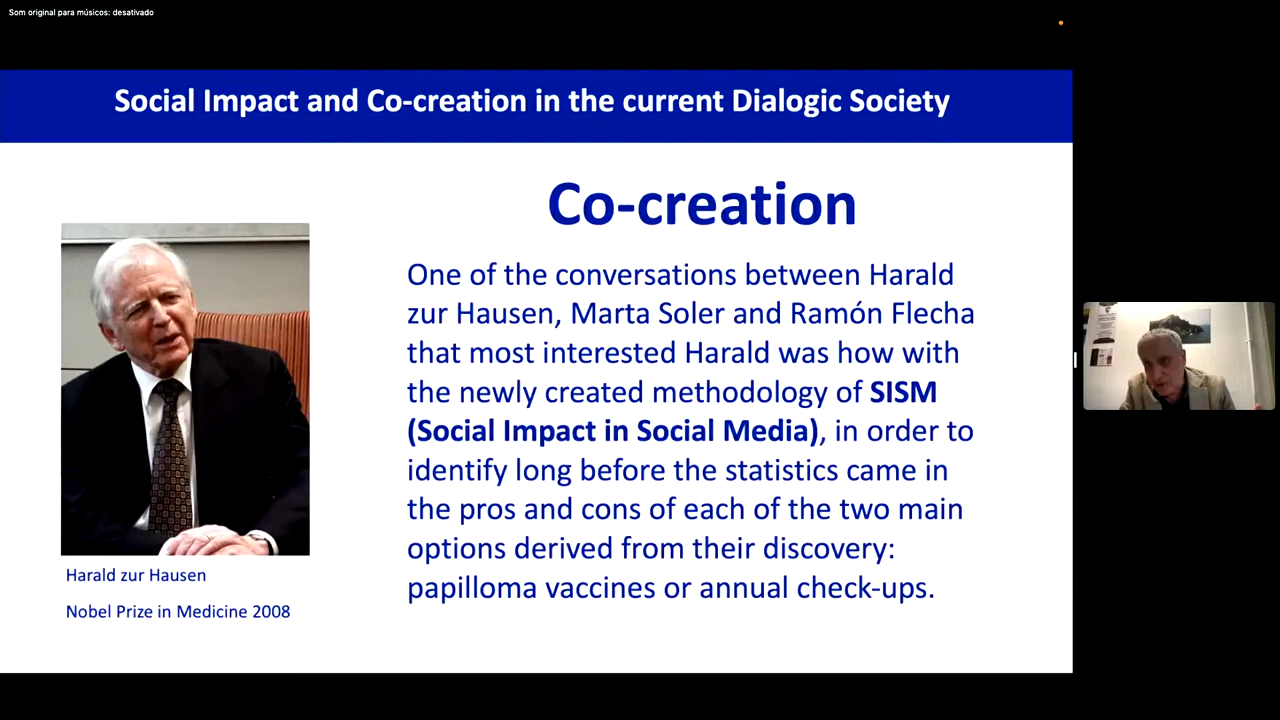 Som original para músicos: desativado
Social Impact and Co-creation in the current Dialogic Society
Co-creation
One of the conversations between Harald
zur Hausen, Marta Soler and Ramón Flecha
that most interested Harald was how with
the newly created methodology of SISM
(Social Impact in Social Media), in order to
identify long before the statistics came in
the pros and cons of each of the two main
options derived from their discovery:
papilloma vaccines or annual check-ups.
Harald zur Hausen
Nobel Prize in Medicine 2008